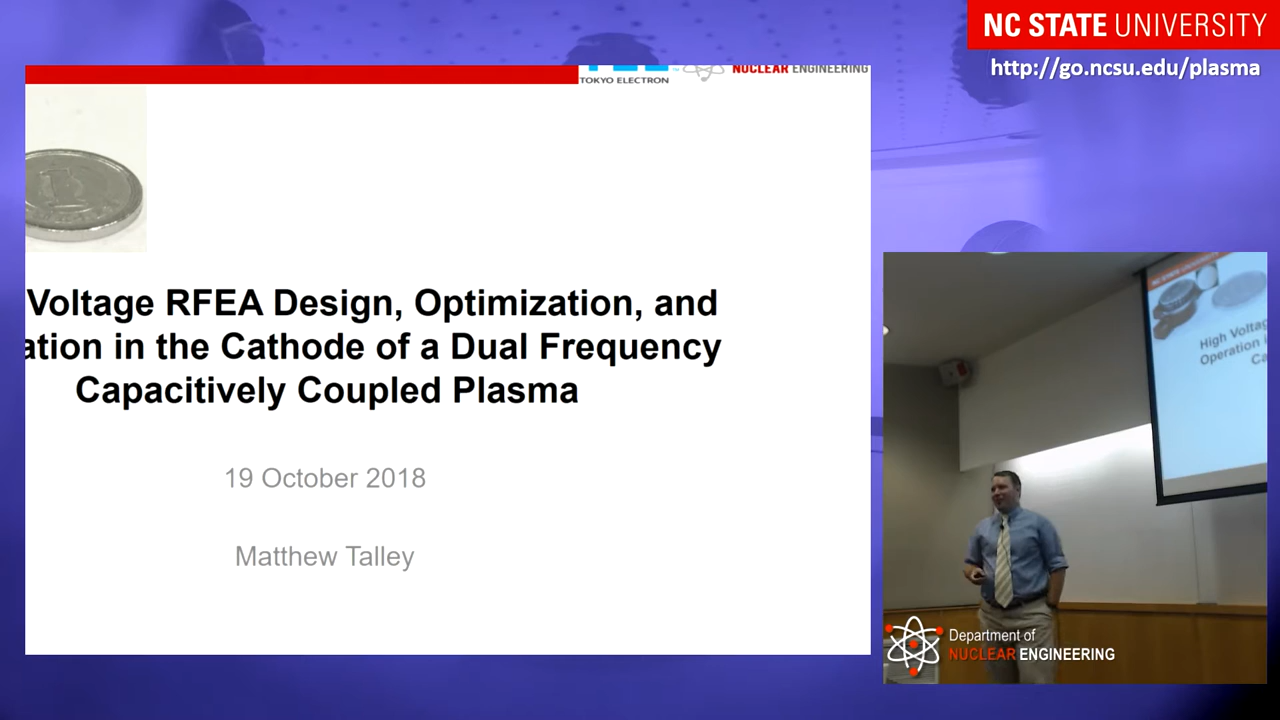 NC STATE UNIVERSITY
http://go.ncsu.edu/plasma
TOKYO ELECTRON
NUCLEAR ENGINEERING
Voltage RFEA Design, Optimization, and
ation in the Cathode of a Dual Frequency
Capacitively Coupled Plasma
19 October 2018
Matthew Talley
High Voltag
Operation i
Ca
Department of
NUCLEAR ENGINEERING